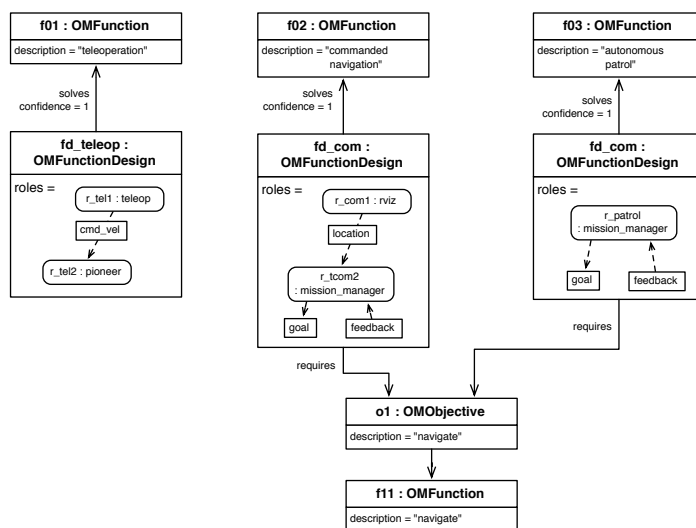 f01 : OMFunction
description = "teleoperation"
solves
confidence = 1
fd_teleop :
OMFunctionDesign
roles =
r_tel1 : teleop
cmd_vel
r_tel2 : pioneer
f02 : OMFunction
description = "commanded
navigation"
solves
confidence = 1
fd_com :
OMFunctionDesign
roles =
r_com1 : rviz
location
r_tcom2
: mission_manager
goal
feedback
requires
f03 : OMFunction
description = "autonomous
patrol"
solves
confidence = 1
fd_com :
OMFunctionDesign
roles =
r_patrol
: mission_manager
goal
feedback
requires
o1 : OMObjective
description = "navigate"
f11 : OMFunction
description = "navigate"